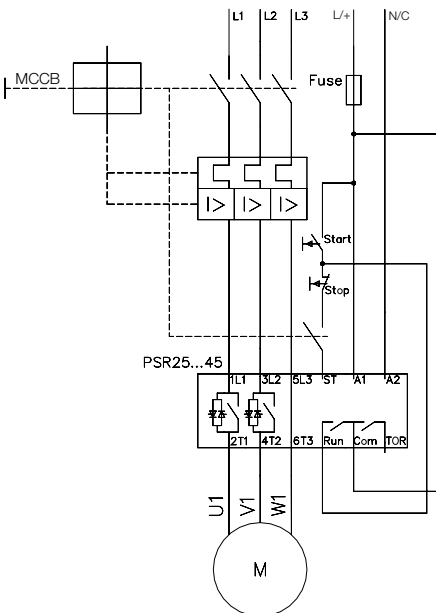 L1 L2 L3 L/+ N/C
MCCB
Fuse
I> I> I>
Start
Stop
PSR25...45
1L1 3L2 5L3 ST A1 A2
2T1 4T2 6T3 Run Com TOR
U1 V1 W1
M